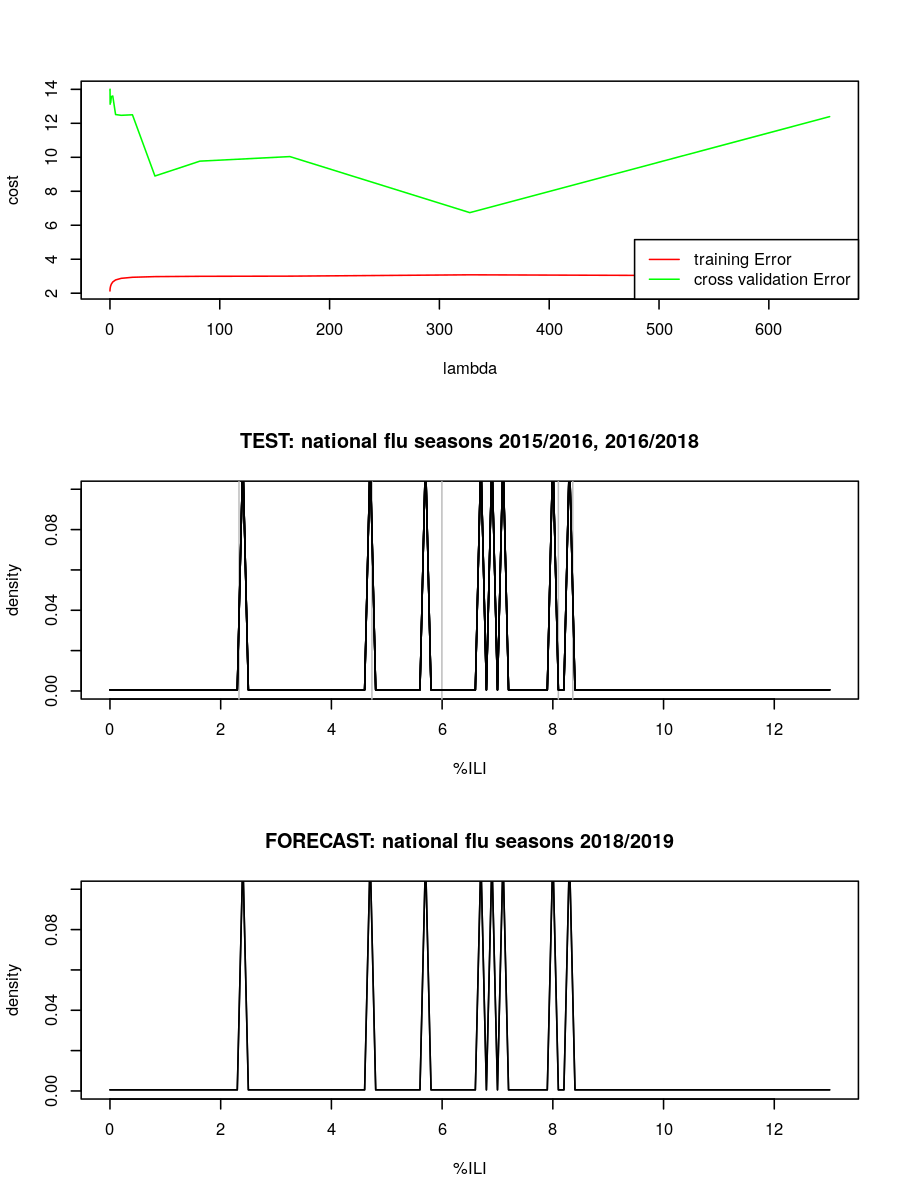 cost
14
12
10
8
6
4
2
training Error
cross validation Error
0 100 200 300 400 500 600
lambda
TEST: national flu seasons 2015/2016, 2016/2018
density
0.08
0.04
0.00
0 2 4 6 8 10 12
%ILI
FORECAST: national flu seasons 2018/2019
density
0.08
0.04
0.00
0 2 4 6 8 10 12
%ILI